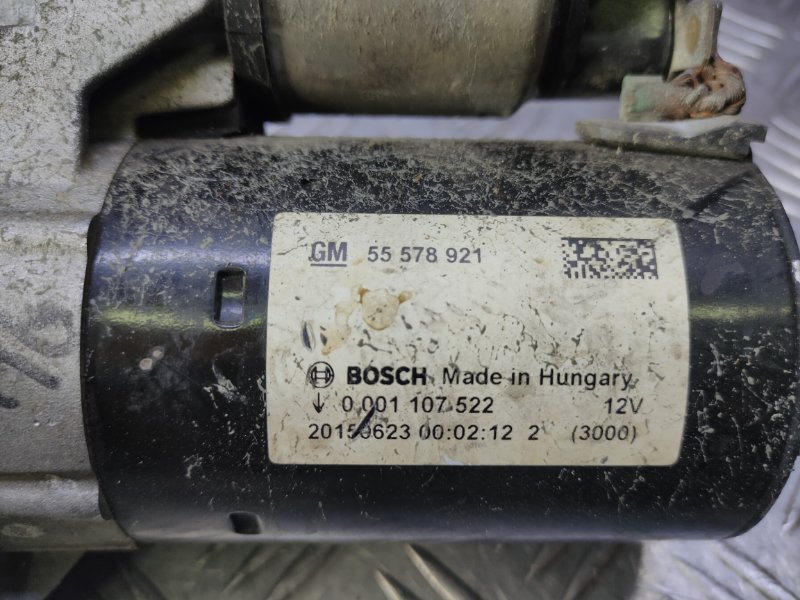 GM 55 578 921
BOSCH Made in Hungary
↓ 0 001 107 522 12V
20150623 00:02:12 2 (3000)